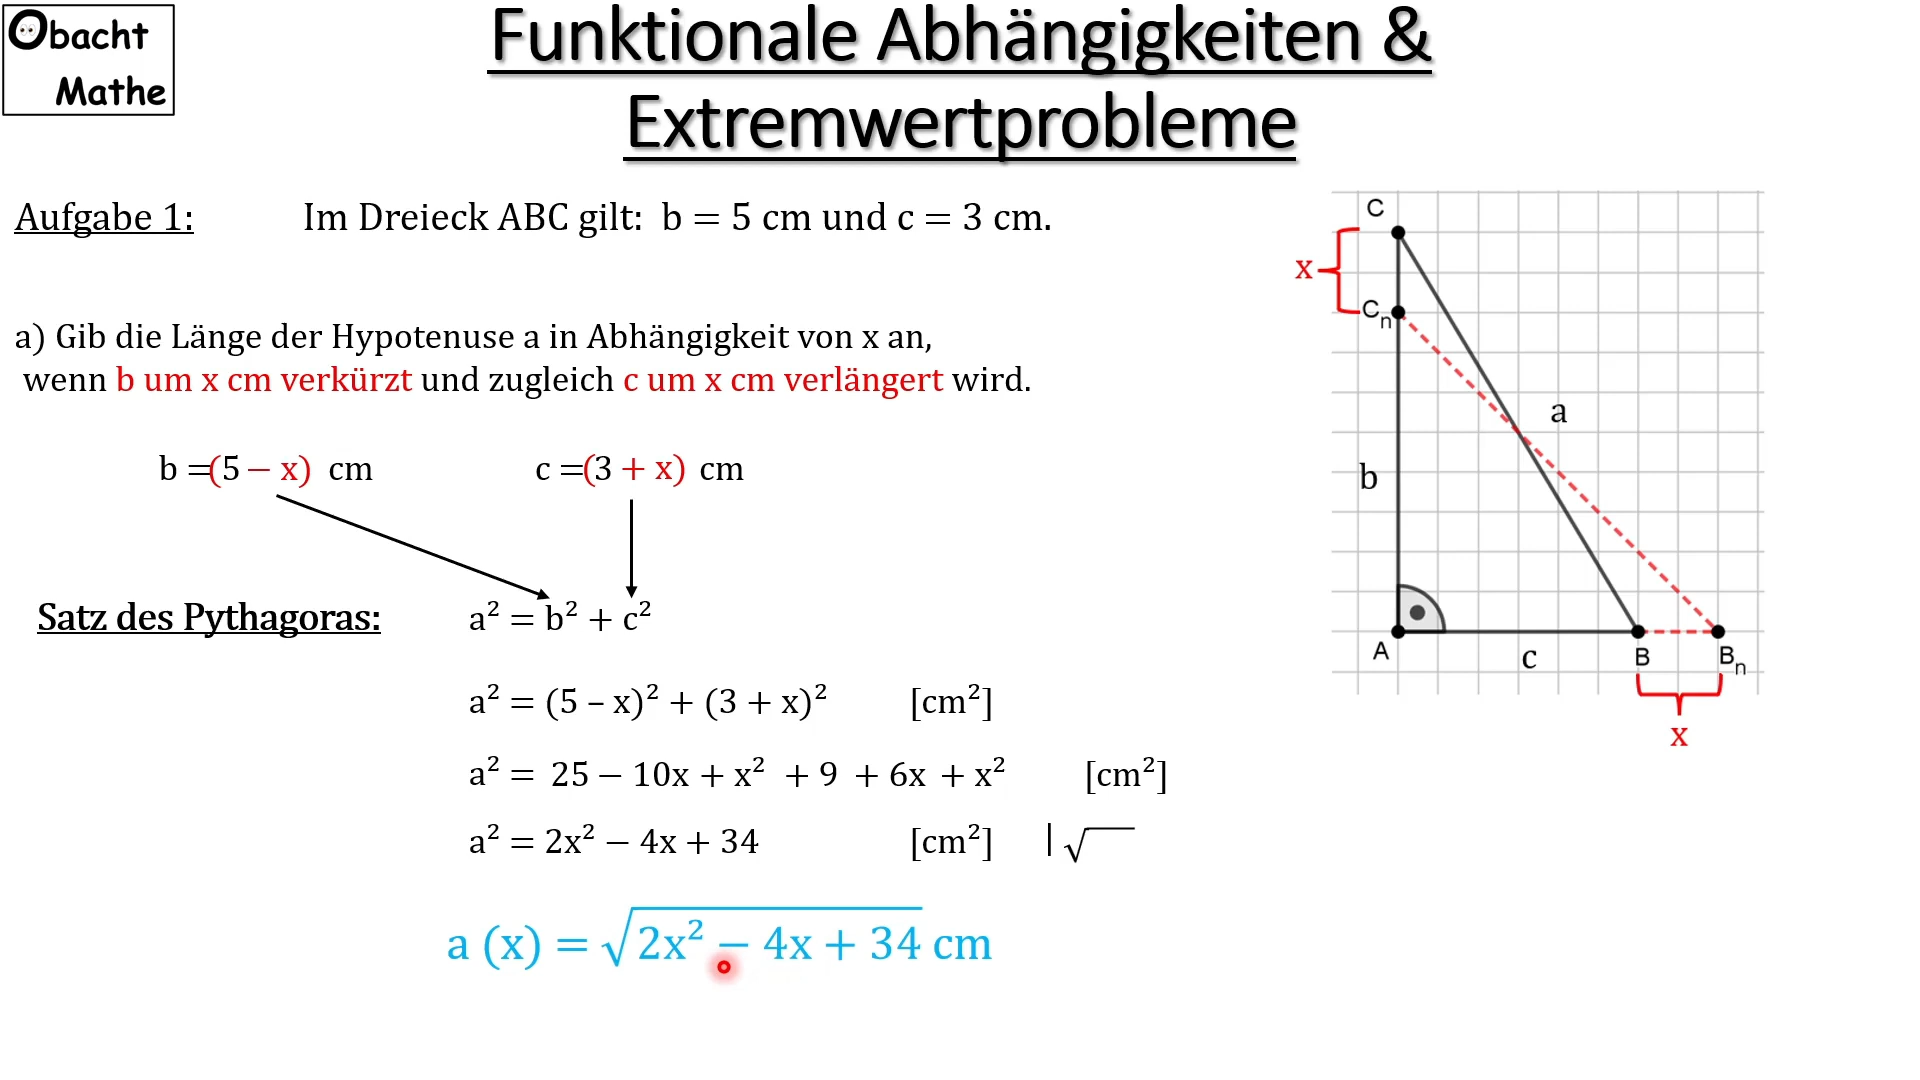 Obacht
Mathe
Funktionale Abhängigkeiten &
Extremwertprobleme
Aufgabe 1: Im Dreieck ABC gilt: b = 5 cm und c = 3 cm.
a) Gib die Länge der Hypotenuse a in Abhängigkeit von x an,
wenn b um x cm verkürzt und zugleich c um x cm verlängert wird.
b =(5 − x) cm c =(3 + x) cm
Satz des Pythagoras: a² = b² + c²
a² = (5 – x)² + (3 + x)² [cm²]
a² = 25 − 10x + x² + 9 + 6x + x² [cm²]
a² = 2x² − 4x + 34 [cm²] | √
a (x) = √(2x² − 4x + 34) cm
C
x
Cₙ
a
b
A
c
B
Bₙ
x